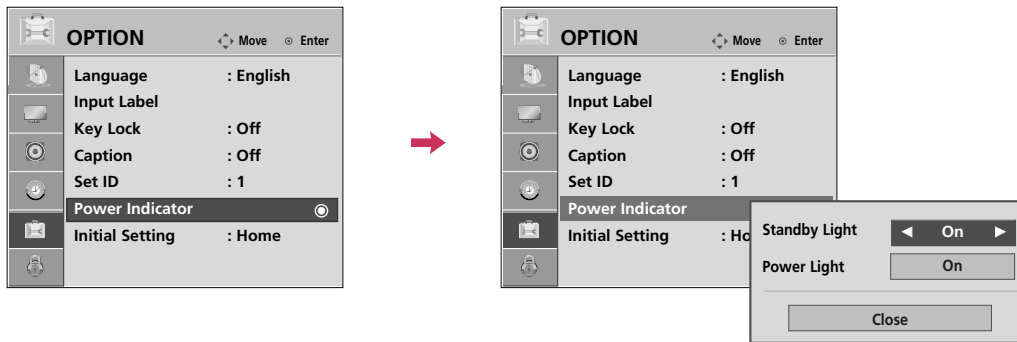 OPTION Move Enter
Language : English
Input Label
Key Lock : Off
Caption : Off
Set ID : 1
Power Indicator
Initial Setting : Home
OPTION Move Enter
Language : English
Input Label
Key Lock : Off
Caption : Off
Set ID : 1
Power Indicator
Initial Setting : Ho
Standby Light ◄ On ►
Power Light On
Close